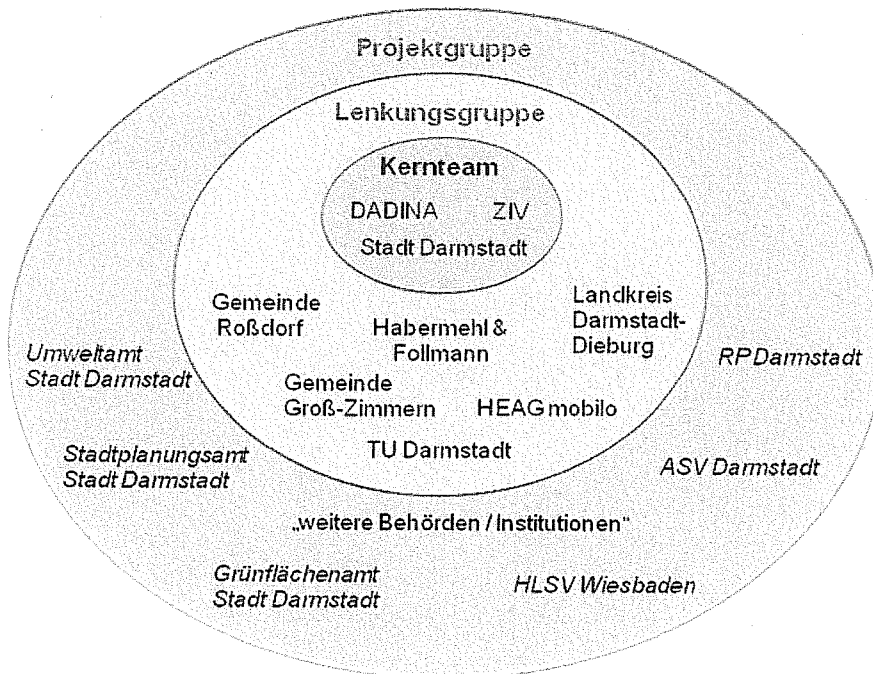 Projektgruppe
Lenkungsgruppe
Kernteam
DADINA ZIV
Stadt Darmstadt
Gemeinde
Roßdorf
Habermehl &
Follmann
Landkreis
Darmstadt-
Dieburg
Umweltamt
Stadt Darmstadt
RP Darmstadt
Gemeinde
Groß-Zimmern
HEAG mobilo
TU Darmstadt
Stadtplanungsamt
Stadt Darmstadt
ASV Darmstadt
„weitere Behörden / Institutionen“
Grünflächenamt
Stadt Darmstadt
HLSV Wiesbaden